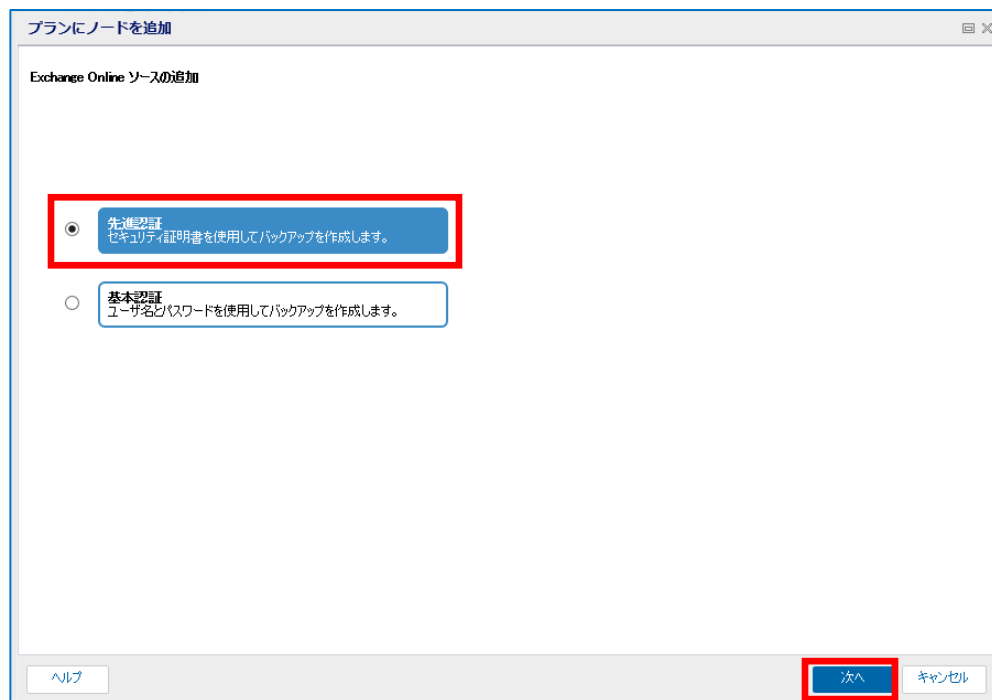 プランにノードを追加
Exchange Online ソースの追加
先進認証
セキュリティ証明書を使用してバックアップを作成します。
基本認証
ユーザ名とパスワードを使用してバックアップを作成します。
ヘルプ
次へ
キャンセル